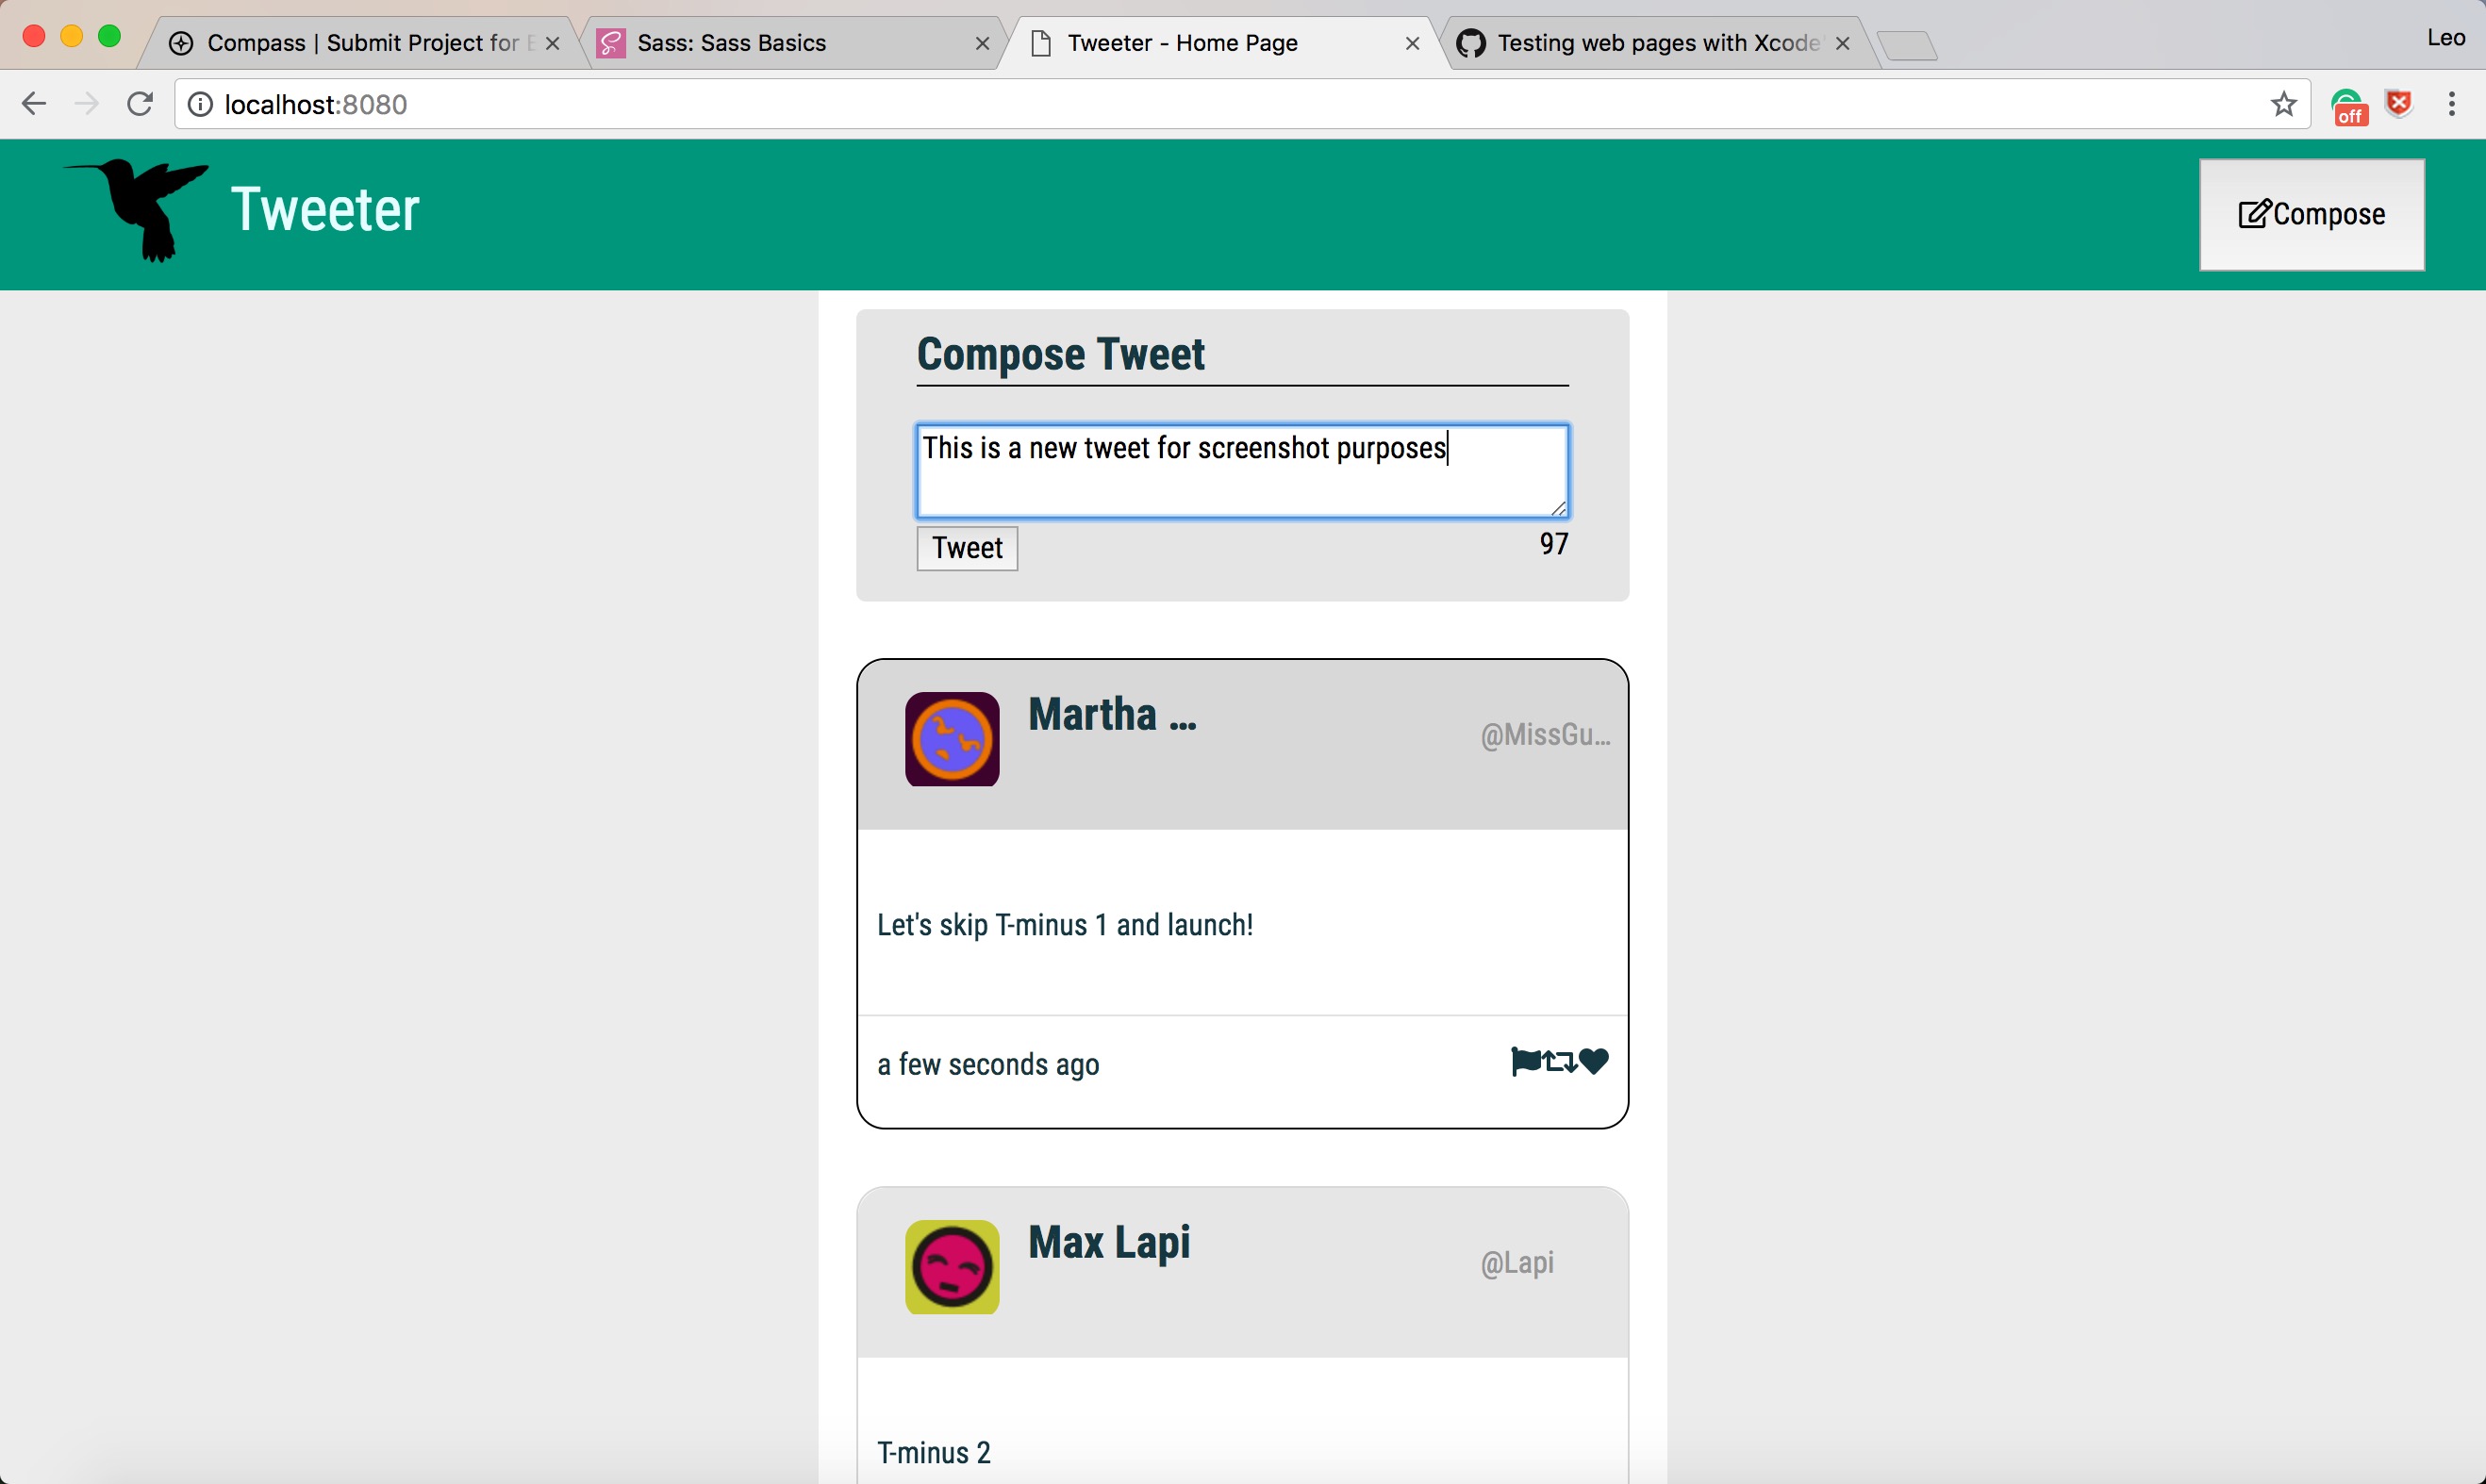 Compass | Submit Project for
Sass: Sass Basics
Tweeter - Home Page
Testing web pages with Xcode'
Leo
localhost:8080
off
Tweeter
Compose
Compose Tweet
This is a new tweet for screenshot purposes
Tweet
97
Martha ...
@MissGu...
Let's skip T-minus 1 and launch!
a few seconds ago
Max Lapi
@Lapi
T-minus 2